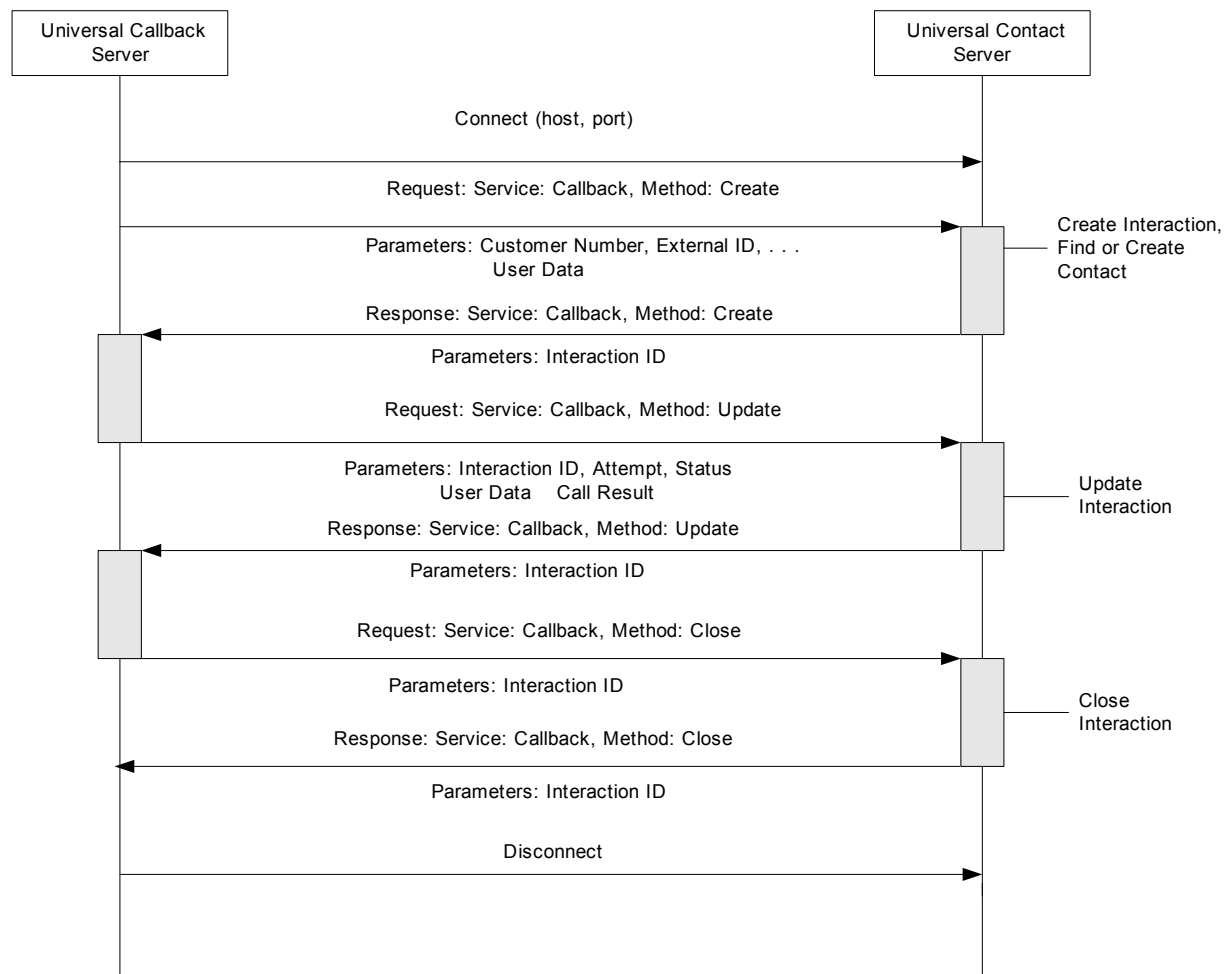 Universal Callback
Server
Universal Contact
Server
Connect (host, port)
Request: Service: Callback, Method: Create
Parameters: Customer Number, External ID, . . .
User Data
Create Interaction,
Find or Create
Contact
Response: Service: Callback, Method: Create
Parameters: Interaction ID
Request: Service: Callback, Method: Update
Parameters: Interaction ID, Attempt, Status
User Data Call Result
Update
Interaction
Response: Service: Callback, Method: Update
Parameters: Interaction ID
Request: Service: Callback, Method: Close
Parameters: Interaction ID
Close
Interaction
Response: Service: Callback, Method: Close
Parameters: Interaction ID
Disconnect